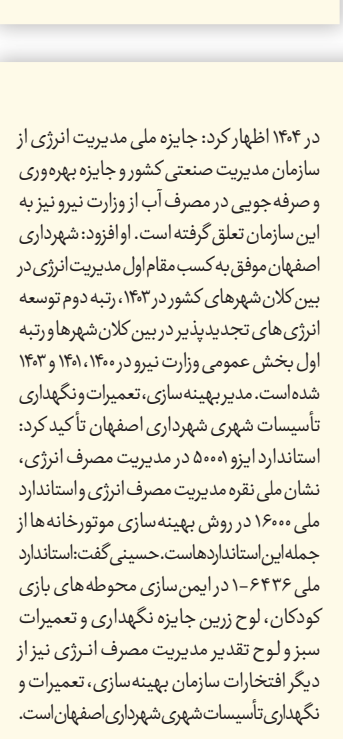 در ۱۴۰۴ اظهار کرد: جایزه ملی مدیریت انرژی از
سازمان مدیریت صنعتی کشور و جایزه بهره‌وری
و صرفه جویی در مصرف آب از وزارت نیرو نیز به
این سازمان تعلق گرفته است. او افزود: شهرداری
اصفهان موفق به کسب مقام اول مدیریت انرژی در
بین کلان‌شهرهای کشور در ۱۴۰۳، رتبه دوم توسعه
انرژی‌های تجدیدپذیر در بین کلان‌شهرها و رتبه
اول بخش عمومی وزارت نیرو در ۱۴۰۰، ۱۴۰۱ و ۱۴۰۳
شده است. مدیر بهینه‌سازی، تعمیرات و نگهداری
تأسیسات شهری شهرداری اصفهان تأکید کرد:
استاندارد ایزو ۵۰۰۰۱ در مدیریت مصرف انرژی،
نشان ملی نقره مدیریت مصرف انرژی و استاندارد
ملی ۱۶۰۰۰ در روش بهینه سازی موتورخانه ها از
جمله این استانداردهاست. حسینی گفت: استاندارد
ملی ۶۴۳۶-۱ در ایمن‌سازی محوطه‌های بازی
کودکان، لوح زرین جایزه نگهداری و تعمیرات
سبز و لوح تقدیر مدیریت مصرف انرژی نیز از
دیگر افتخارات سازمان بهینه‌سازی، تعمیرات و
نگهداری تأسیسات شهری شهرداری اصفهان است.